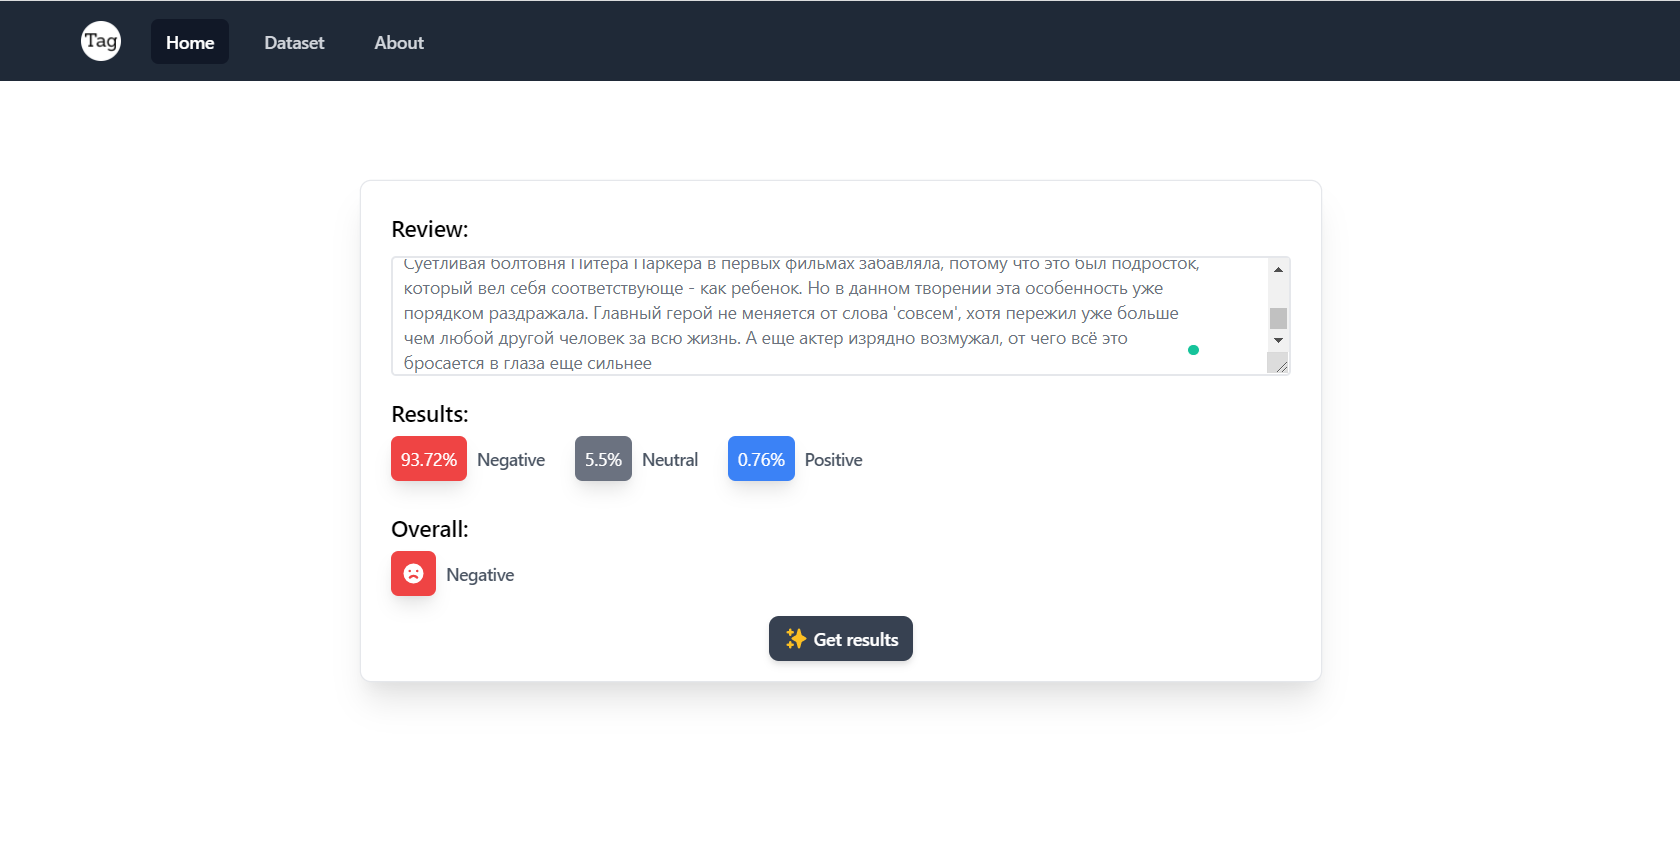 Tag
Home
Dataset
About
Review:
Суетливая болтовня Питера Паркера в первых фильмах забавляла, потому что это был подросток,
который вел себя соответствующе - как ребенок. Но в данном творении эта особенность уже
порядком раздражала. Главный герой не меняется от слова 'совсем', хотя пережил уже больше
чем любой другой человек за всю жизнь. А еще актер изрядно возмужал, от чего всё это
бросается в глаза еще сильнее
Results:
93.72% Negative 5.5% Neutral 0.76% Positive
Overall:
Negative
Get results